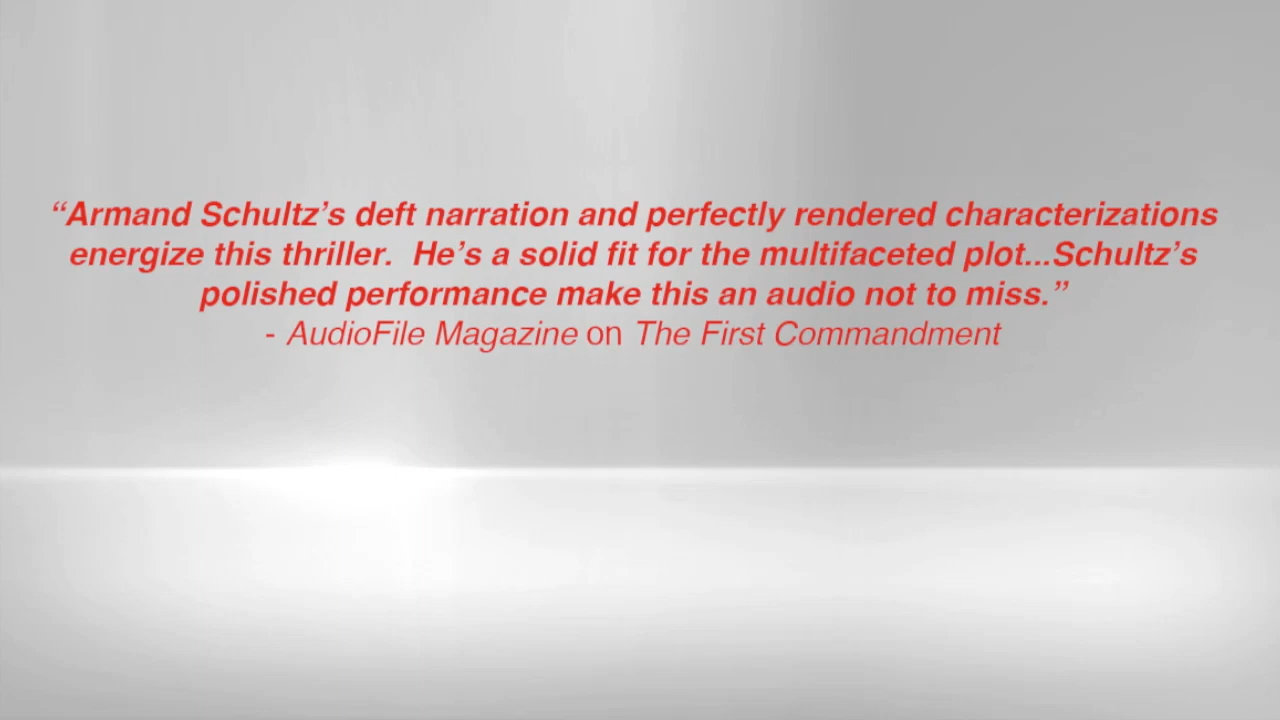 “Armand Schultz’s deft narration and perfectly rendered characterizations
energize this thriller.  He’s a solid fit for the multifaceted plot...Schultz’s
polished performance make this an audio not to miss.”
- AudioFile Magazine on The First Commandment